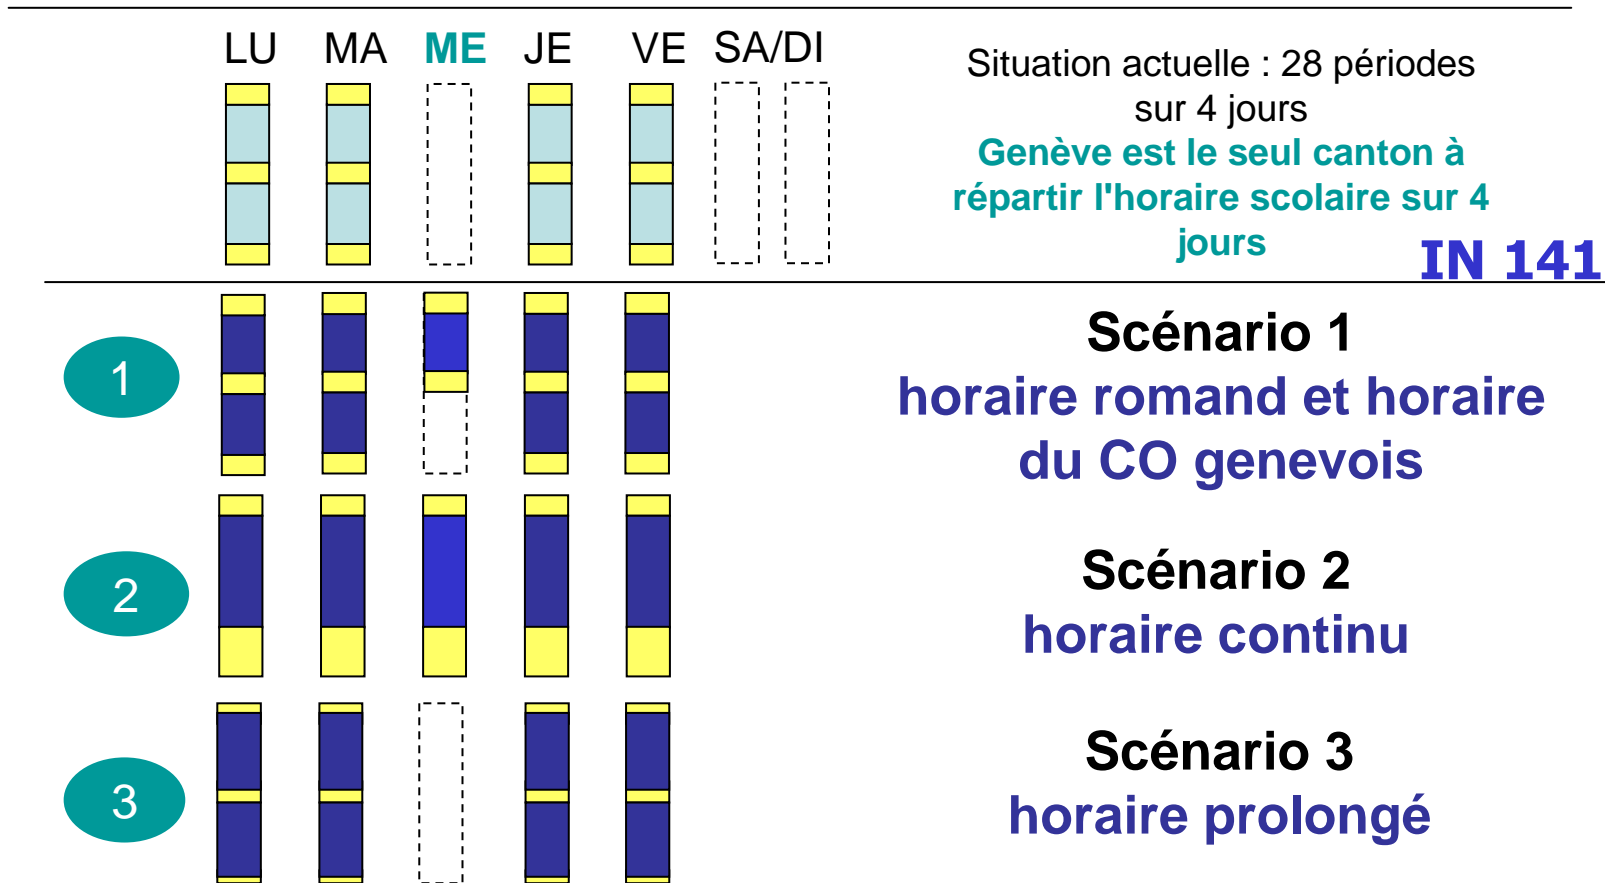 LU MA ME JE VE SA/DI
Situation actuelle : 28 périodes
sur 4 jours
Genève est le seul canton à
répartir l'horaire scolaire sur 4
jours
IN 141
1
Scénario 1
horaire romand et horaire
du CO genevois
2
Scénario 2
horaire continu
3
Scénario 3
horaire prolongé